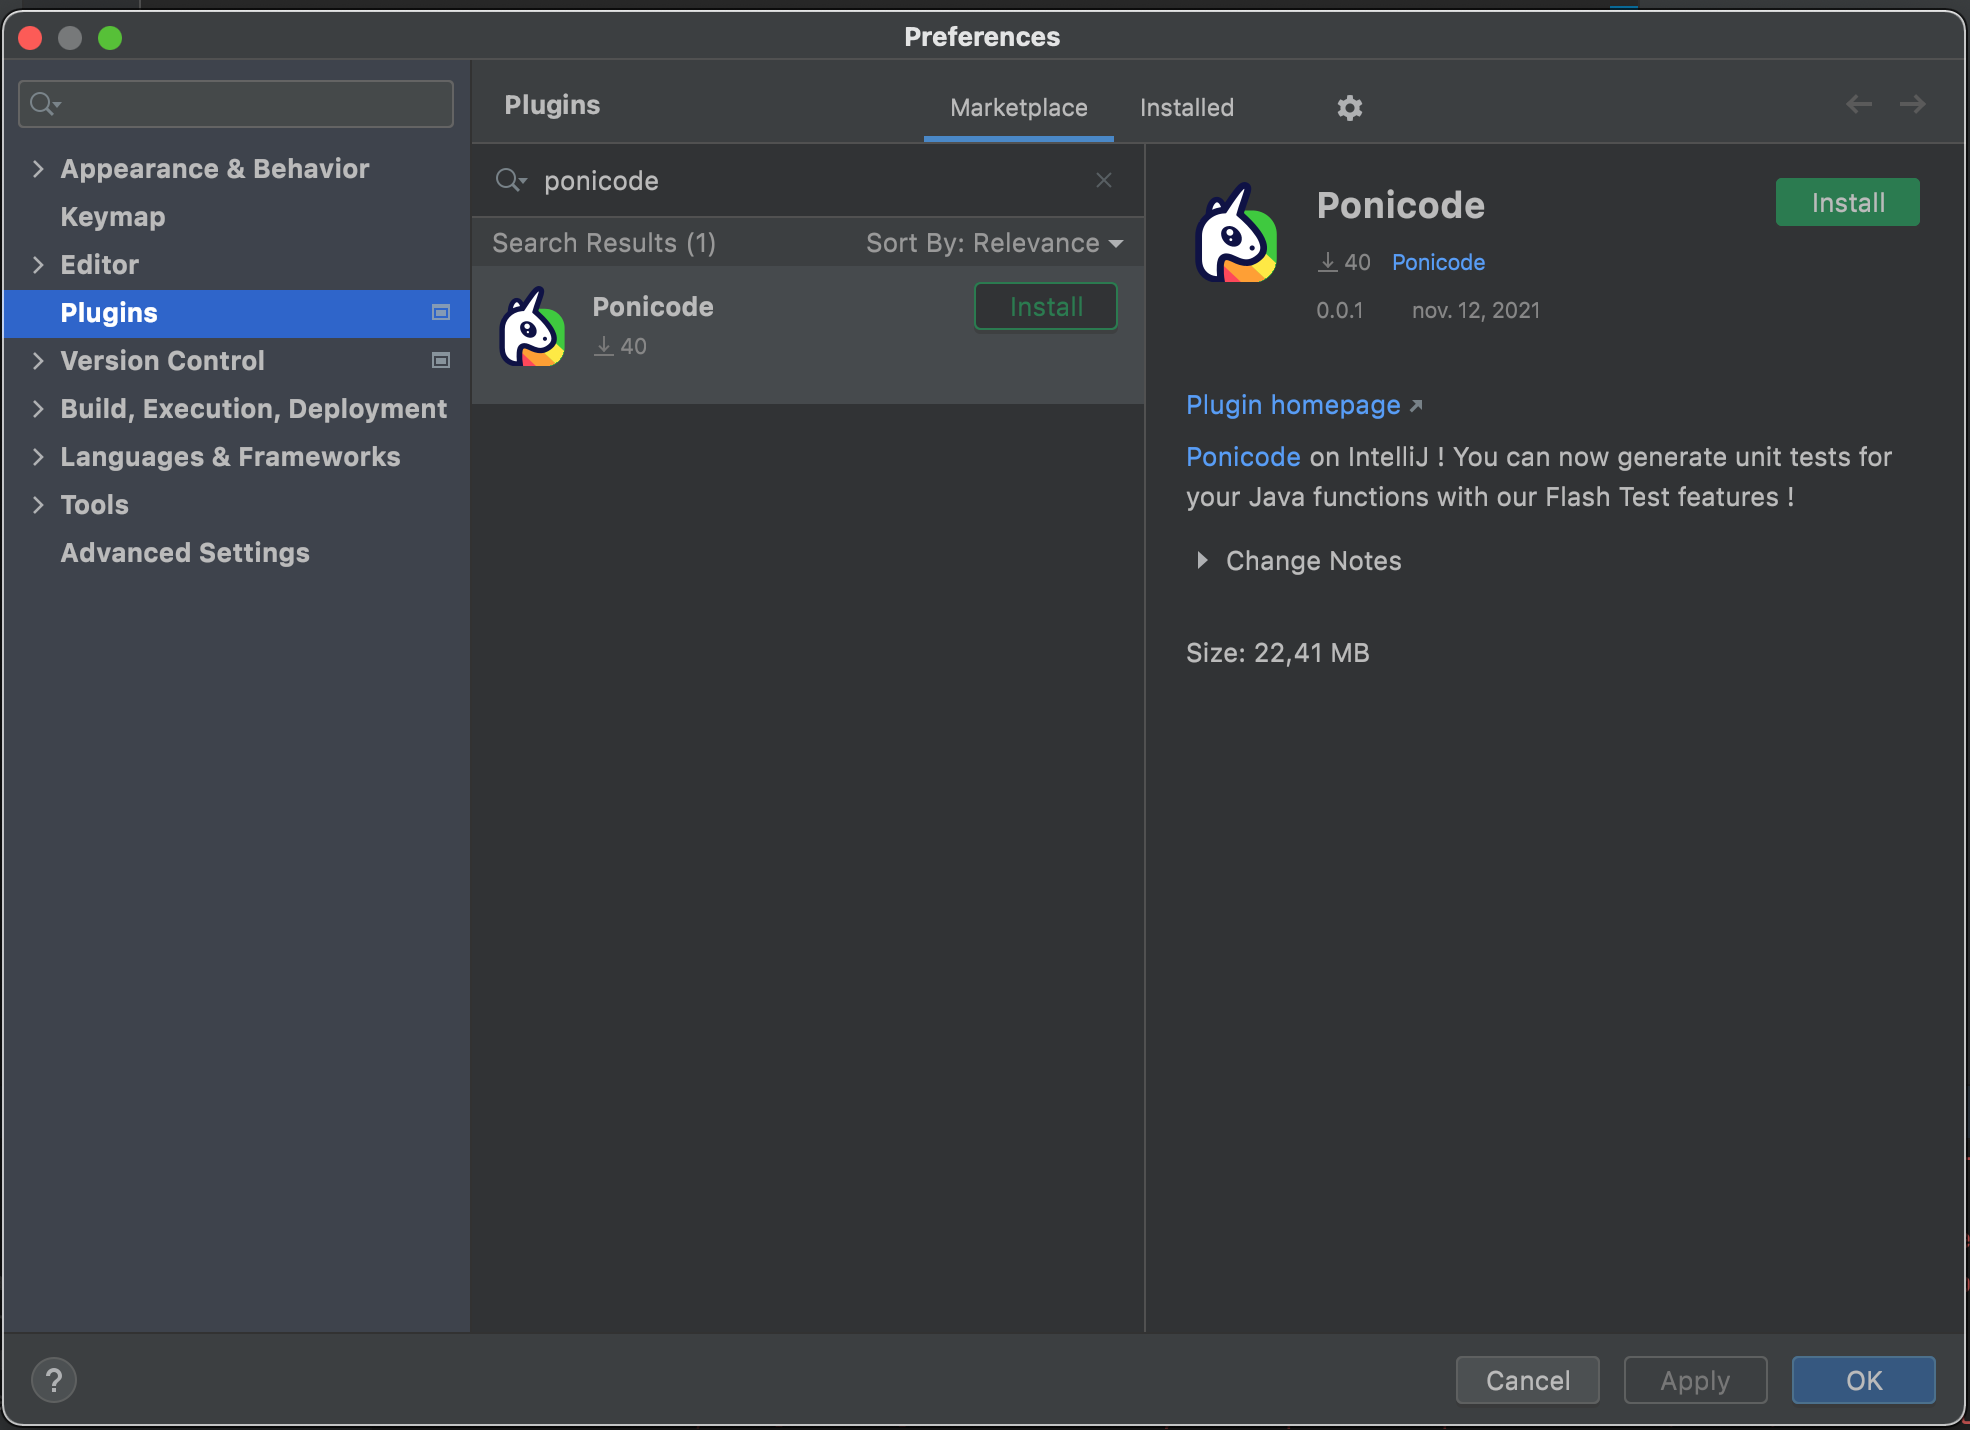 Preferences
Plugins
Marketplace
Installed
Appearance & Behavior
Keymap
Editor
Plugins
Version Control
Build, Execution, Deployment
Languages & Frameworks
Tools
Advanced Settings
ponicode
Search Results (1)
Sort By: Relevance
Ponicode
40
Install
Ponicode
Install
40 Ponicode
0.0.1 nov. 12, 2021
Plugin homepage
Ponicode on IntelliJ ! You can now generate unit tests for
your Java functions with our Flash Test features !
Change Notes
Size: 22,41 MB
?
Cancel
Apply
OK